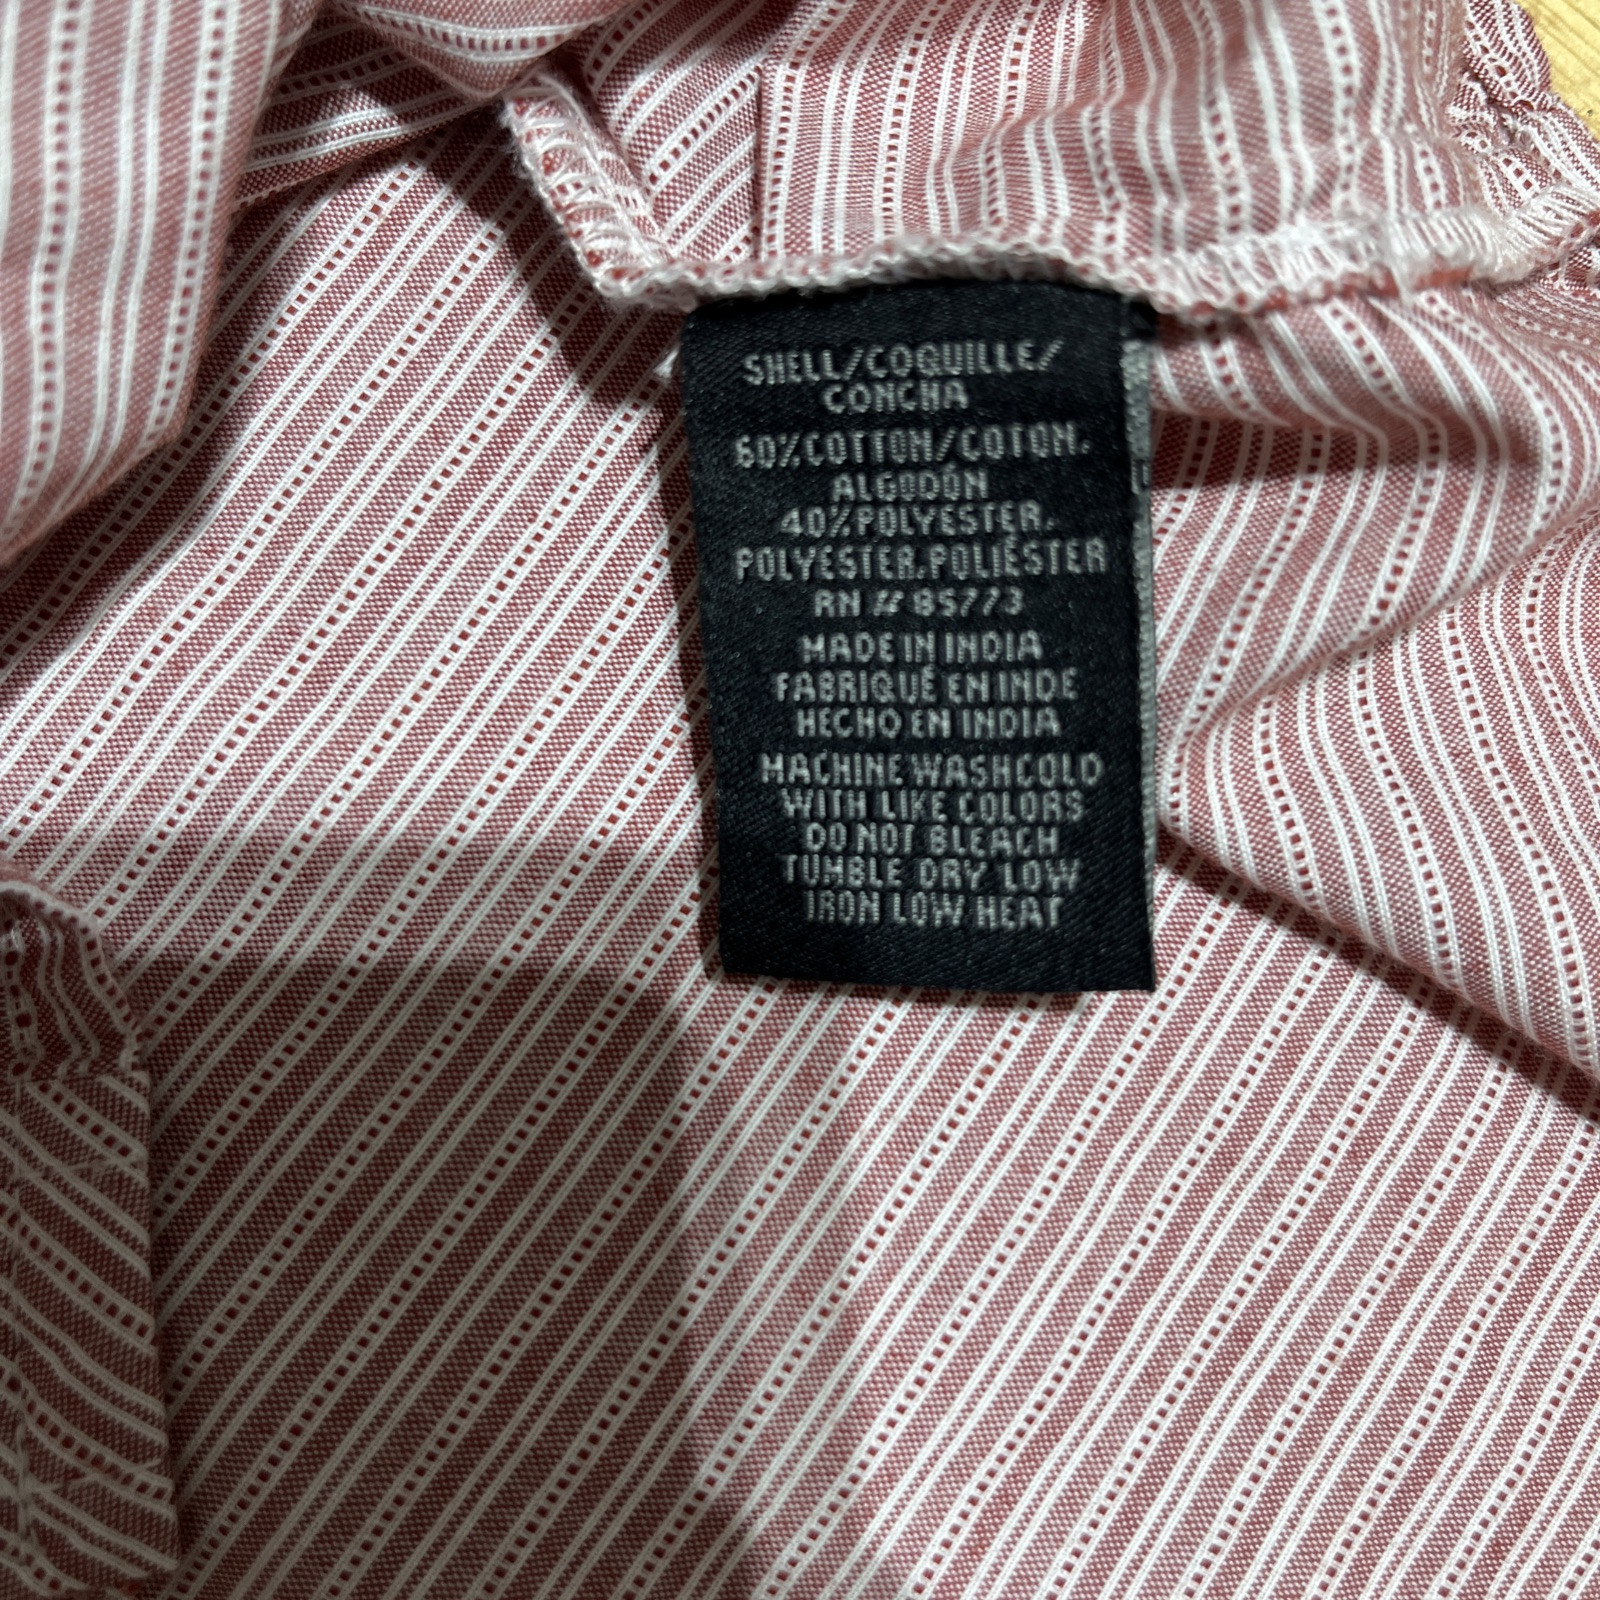 SHELL/COQUILLE/
CONCHA
60%COTTON/COTON.
ALGODÓN
40%POLYESTER.
POLYESTER.POLIÉSTER
RN # 85773
MADE IN INDIA
FABRIQUÉ EN INDE
HECHO EN INDIA
MACHINE WASH COLD
WITH LIKE COLORS
DO NOT BLEACH
TUMBLE DRY LOW
IRON LOW HEAT